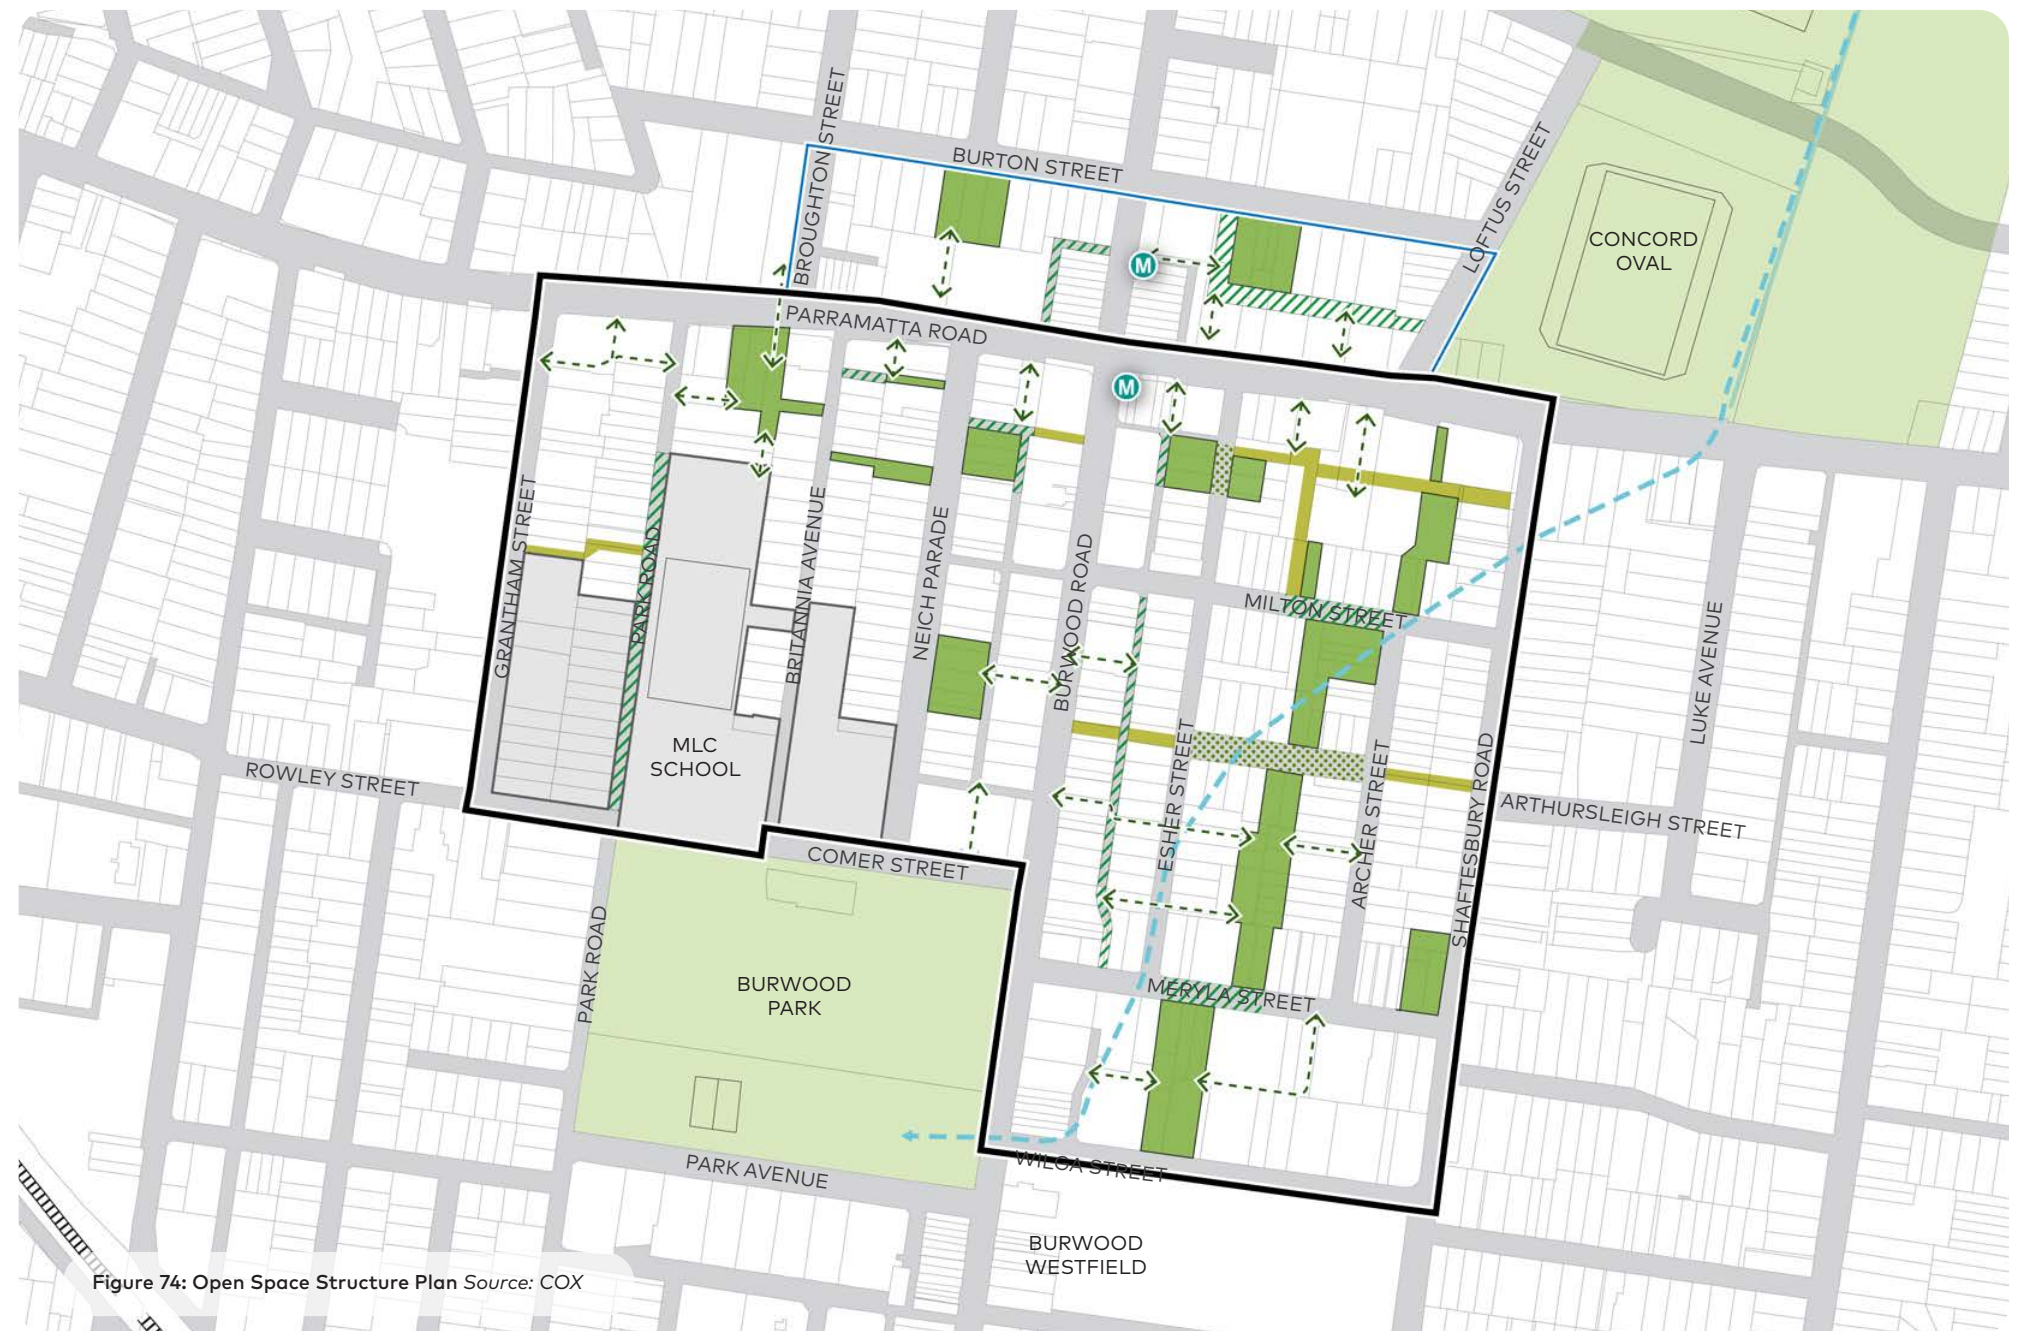 BURTON STREET
BROUGHTON STREET
LOFTUS STREET
CONCORD
OVAL
M
PARRAMATTA ROAD
M
GRANTHAM STREET
PARK ROAD
BRITANNIA AVENUE
NEICH PARADE
BURWOOD ROAD
MILTON STREET
LUKE AVENUE
MLC
SCHOOL
ROWLEY STREET
ESHER STREET
ARCHER STREET
SHAFTESBURY ROAD
ARTHURSLEIGH STREET
COMER STREET
PARK ROAD
BURWOOD
PARK
MERYLA STREET
PARK AVENUE
WILGA STREET
BURWOOD
WESTFIELD
Figure 74: Open Space Structure Plan Source: COX